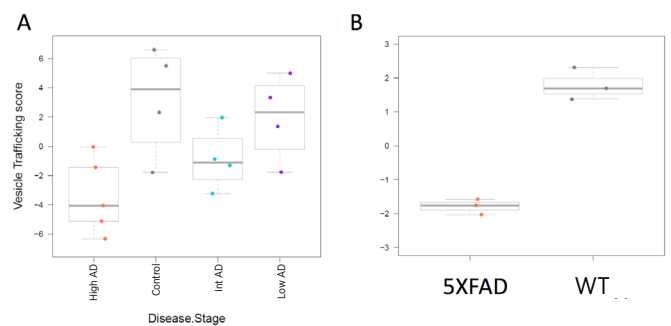 A
B
Vesicle Trafficking score
6
4
2
0
−2
−4
−6
High AD
Control
Int AD
Low AD
Disease.Stage
3
2
1
0
−1
−2
−3
5XFAD
WT